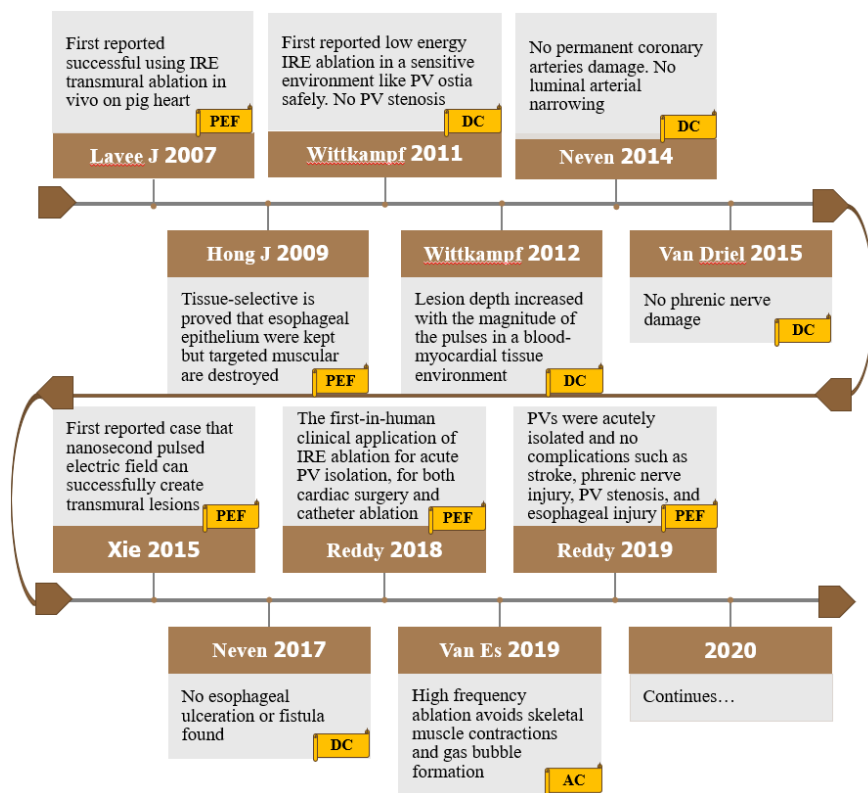 First reported
successful using IRE
transmural ablation in
vivo on pig heart
PEF
Lavee J 2007
First reported low energy
IRE ablation in a sensitive
environment like PV ostia
safely. No PV stenosis
DC
Wittkampf 2011
No permanent coronary
arteries damage. No
luminal arterial
narrowing
DC
Neven 2014
Hong J 2009
Tissue-selective is
proved that esophageal
epithelium were kept
but targeted muscular
are destroyed
PEF
Wittkampf 2012
Lesion depth increased
with the magnitude of
the pulses in a blood-
myocardial tissue
environment
DC
Van Driel 2015
No phrenic nerve
damage
DC
First reported case that
nanosecond pulsed
electric field can
successfully create
transmural lesions
PEF
Xie 2015
The first-in-human
clinical application of
IRE ablation for acute
PV isolation, for both
cardiac surgery and
catheter ablation
PEF
Reddy 2018
PVs were acutely
isolated and no
complications such as
stroke, phrenic nerve
injury, PV stenosis, and
esophageal injury
PEF
Reddy 2019
Neven 2017
No esophageal
ulceration or fistula
found
DC
Van Es 2019
High frequency
ablation avoids skeletal
muscle contractions
and gas bubble
formation
AC
2020
Continues…